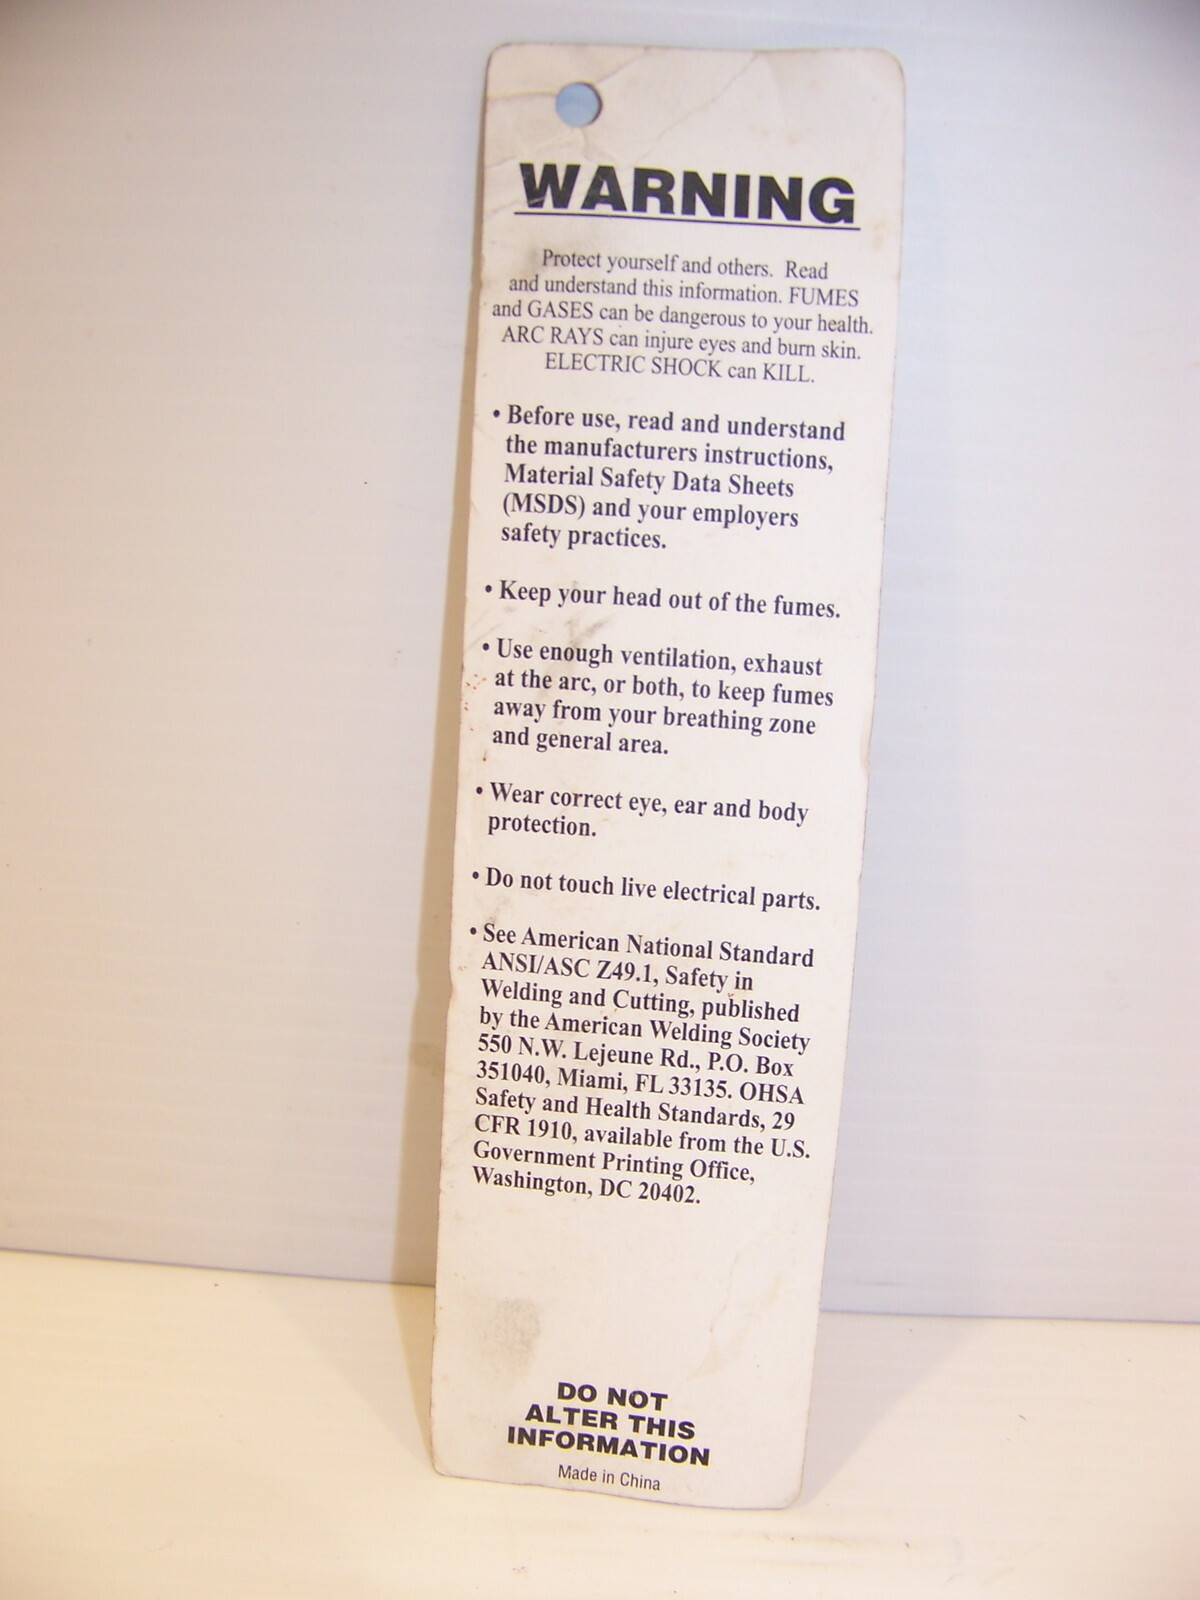 WARNING
Protect yourself and others. Read
and understand this information. FUMES
and GASES can be dangerous to your health.
ARC RAYS can injure eyes and burn skin.
ELECTRIC SHOCK can KILL.
• Before use, read and understand
the manufacturers instructions,
Material Safety Data Sheets
(MSDS) and your employers
safety practices.
• Keep your head out of the fumes.
• Use enough ventilation, exhaust
at the arc, or both, to keep fumes
away from your breathing zone
and general area.
• Wear correct eye, ear and body
protection.
• Do not touch live electrical parts.
• See American National Standard
ANSI/ASC Z49.1, Safety in
Welding and Cutting, published
by the American Welding Society
550 N.W. Lejeune Rd., P.O. Box
351040, Miami, FL 33135. OHSA
Safety and Health Standards, 29
CFR 1910, available from the U.S.
Government Printing Office,
Washington, DC 20402.
DO NOT
ALTER THIS
INFORMATION
Made in China